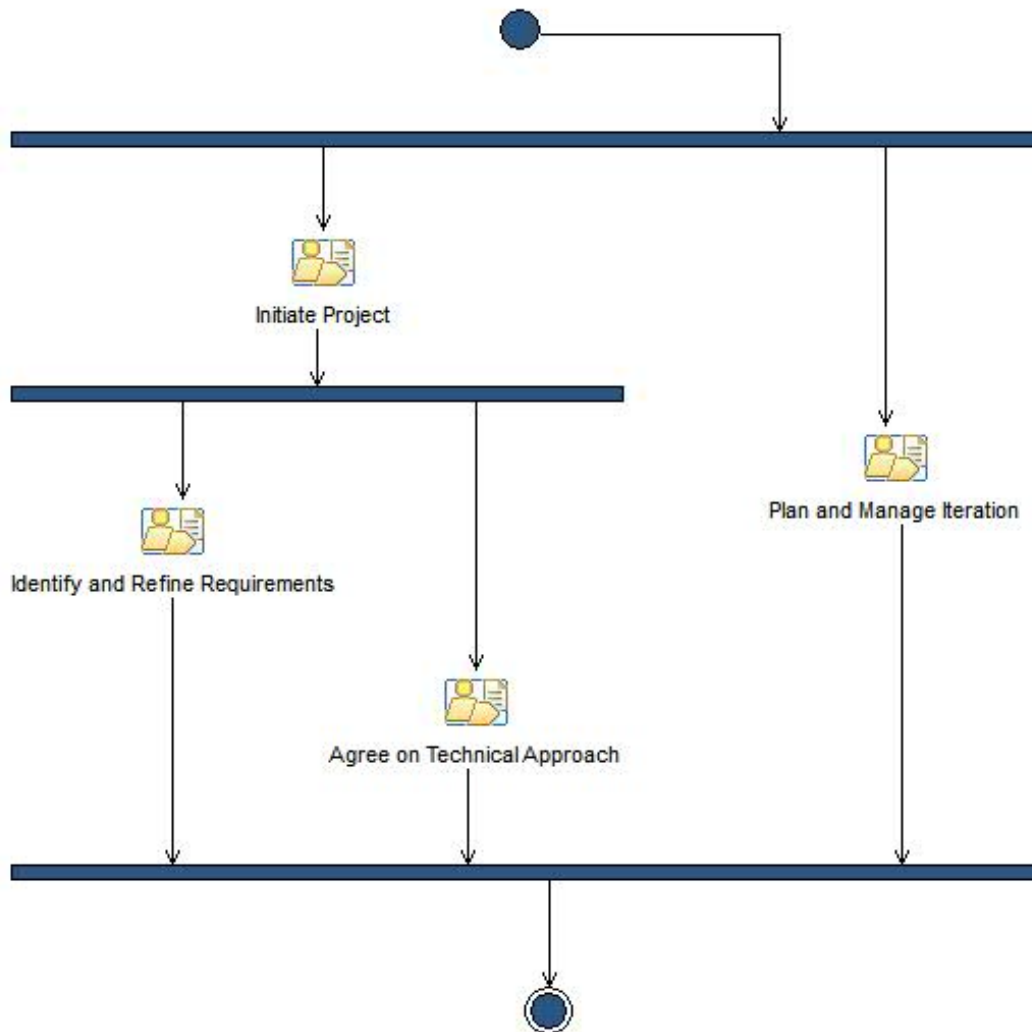 Initiate Project
Plan and Manage Iteration
Identify and Refine Requirements
Agree on Technical Approach